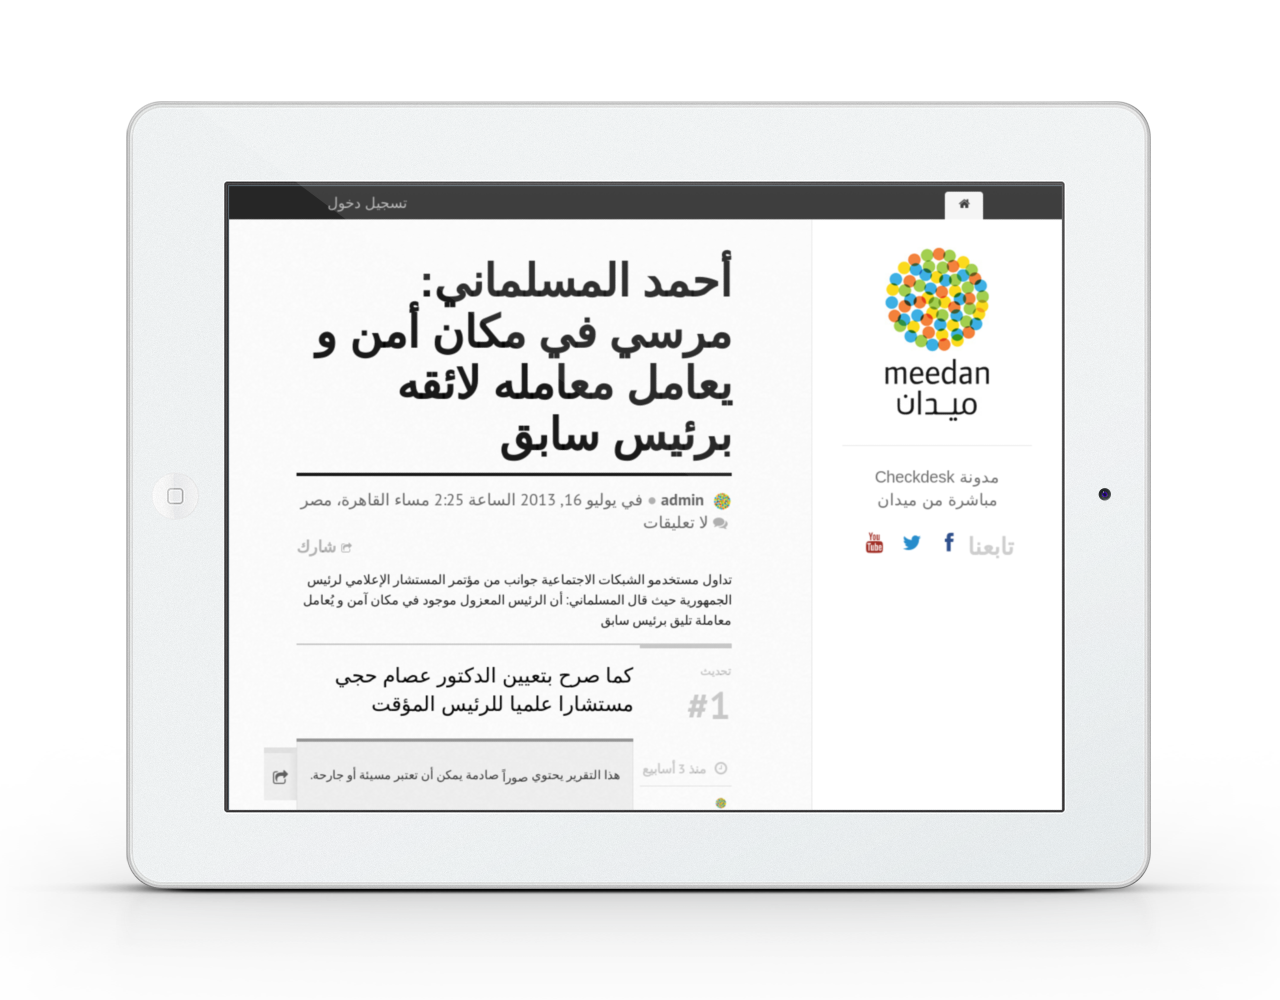 تسجيل دخول
meedan
ميدان
مدونة Checkdesk
مباشرة من ميدان
تابعنا
You
Tube
أحمد المسلماني:
مرسي في مكان أمن و
يعامل معامله لائقه
برئيس سابق
admin • في يوليو 16, 2013 الساعة 2:25 مساء القاهرة، مصر
لا تعليقات
شارك
تداول مستخدمو الشبكات الاجتماعية جوانب من مؤتمر المستشار الإعلامي لرئيس
الجمهورية حيث قال المسلماني: أن الرئيس المعزول موجود في مكان آمن و يُعامل
معاملة تليق برئيس سابق
تحديث
#1
منذ 3 أسابيع
كما صرح بتعيين الدكتور عصام حجي
مستشارا علميا للرئيس المؤقت
هذا التقرير يحتوي صوراً صادمة يمكن أن تعتبر مسيئة أو جارحة.